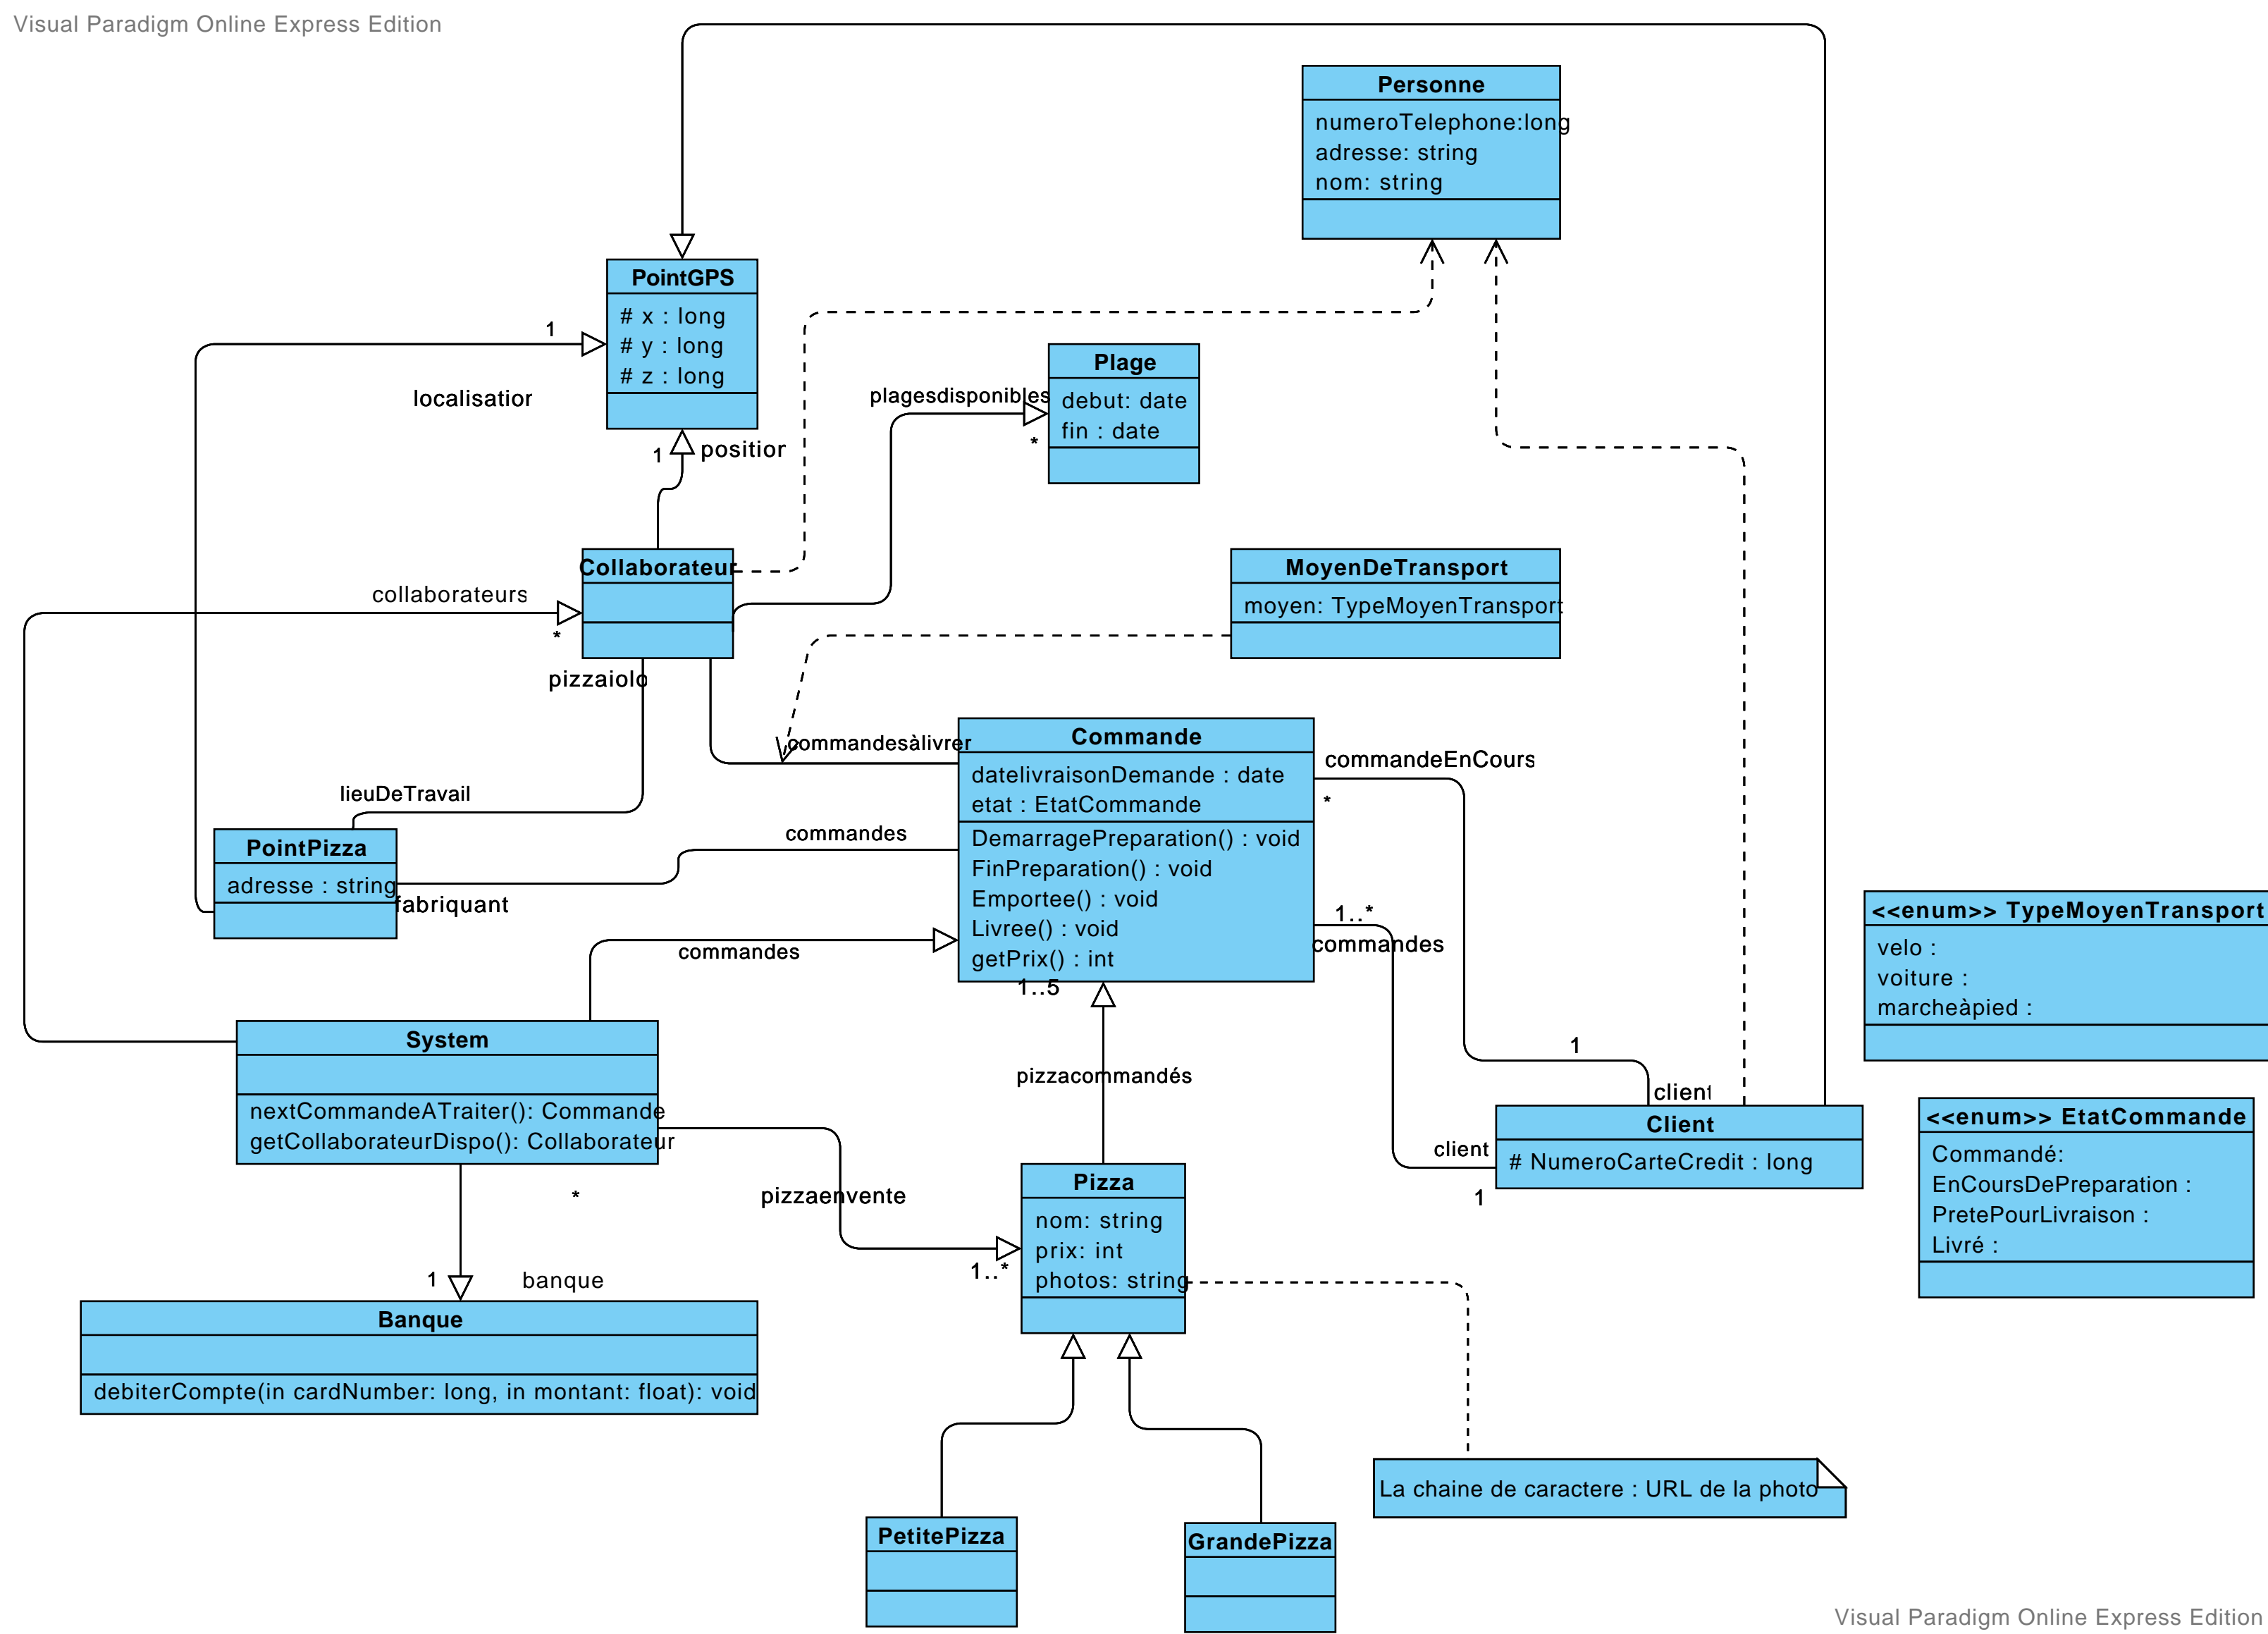 Visual Paradigm Online Express Edition
Personne
numeroTelephone:long
adresse: string
nom: string
PointGPS
# x : long
# y : long
# z : long
1
localisation
1
position
Plage
debut: date
fin : date
plagesdisponibles
*
Collaborateur
collaborateurs
*
pizzaiolo
MoyenDeTransport
moyen: TypeMoyenTransport
commandesàlivrer
Commande
datelivraisonDemande : date
etat : EtatCommande
DemarragePreparation() : void
FinPreparation() : void
Emportee() : void
Livree() : void
getPrix() : int
commandeEnCours
*
lieuDeTravail
PointPizza
adresse : string
commandes
fabriquant
1..*
commandes
commandes
1..5
<<enum>> TypeMoyenTransport
velo :
voiture :
marcheàpied :
System
nextCommandeATraiter(): Commande
getCollaborateurDispo(): Collaborateur
pizzacommandés
1
client
Client
# NumeroCarteCredit : long
client
1
<<enum>> EtatCommande
Commandé:
EnCoursDePreparation :
PretePourLivraison :
Livré :
*
pizzaenvente
1..*
Pizza
nom: string
prix: int
photos: string
1
banque
Banque
debiterCompte(in cardNumber: long, in montant: float): void
La chaine de caractere : URL de la photo
PetitePizza
GrandePizza
Visual Paradigm Online Express Edition